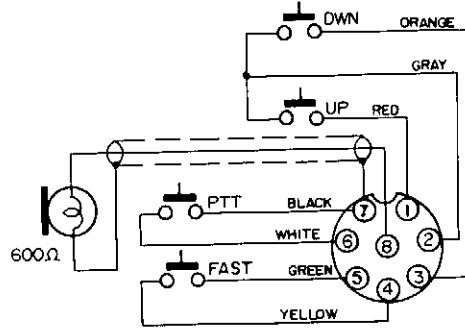 DWN
ORANGE
GRAY
UP
RED
PTT
BLACK
7
1
WHITE
6
8
2
600Ω
FAST
GREEN
5
4
3
YELLOW